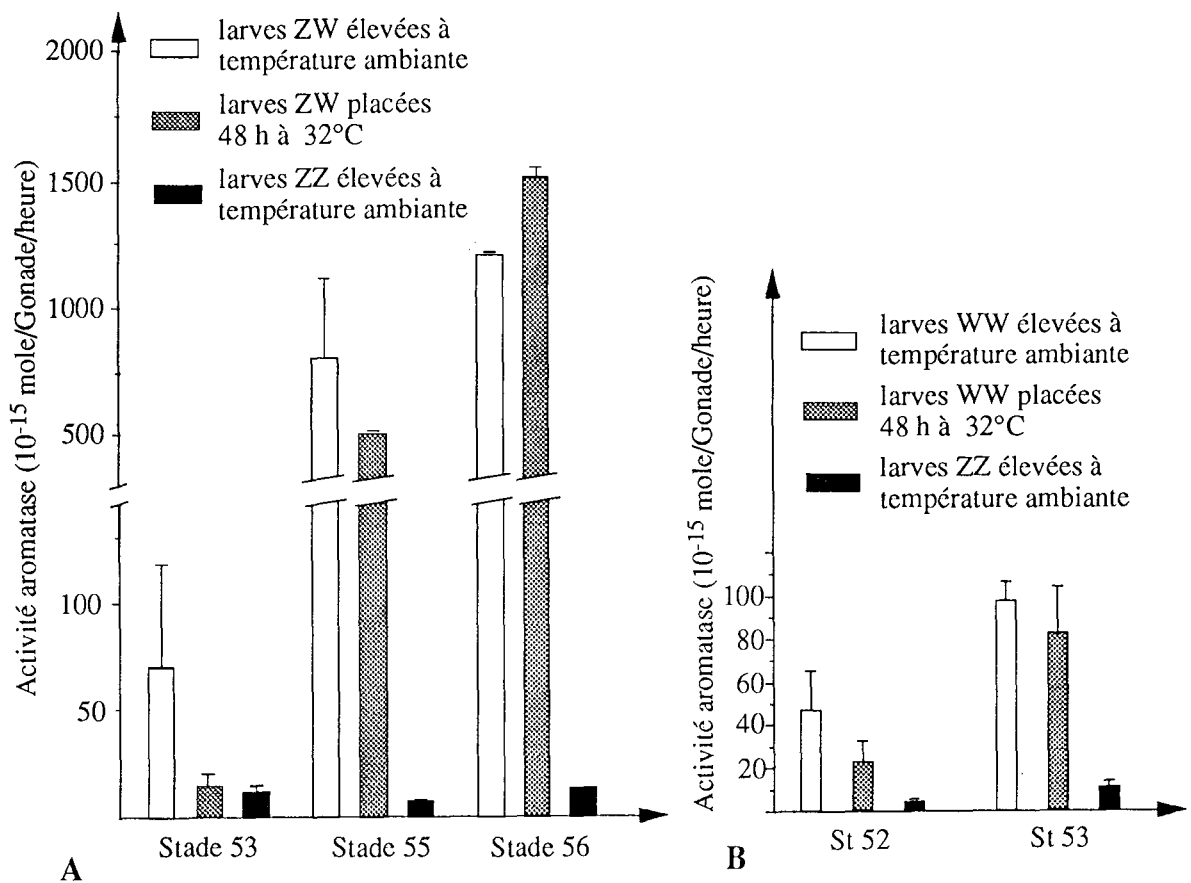 2000
1500
1000
500
100
50
Activité aromatase (10-15 mole/Gonade/heure)
larves ZW élevées à
température ambiante
larves ZW placées
48 h à 32°C
larves ZZ élevées à
température ambiante
Stade 53
Stade 55
Stade 56
A
100
80
60
40
20
Activité aromatase (10-15 mole/Gonade/heure)
larves WW élevées à
température ambiante
larves WW placées
48 h à 32°C
larves ZZ élevées à
température ambiante
St 52
St 53
B